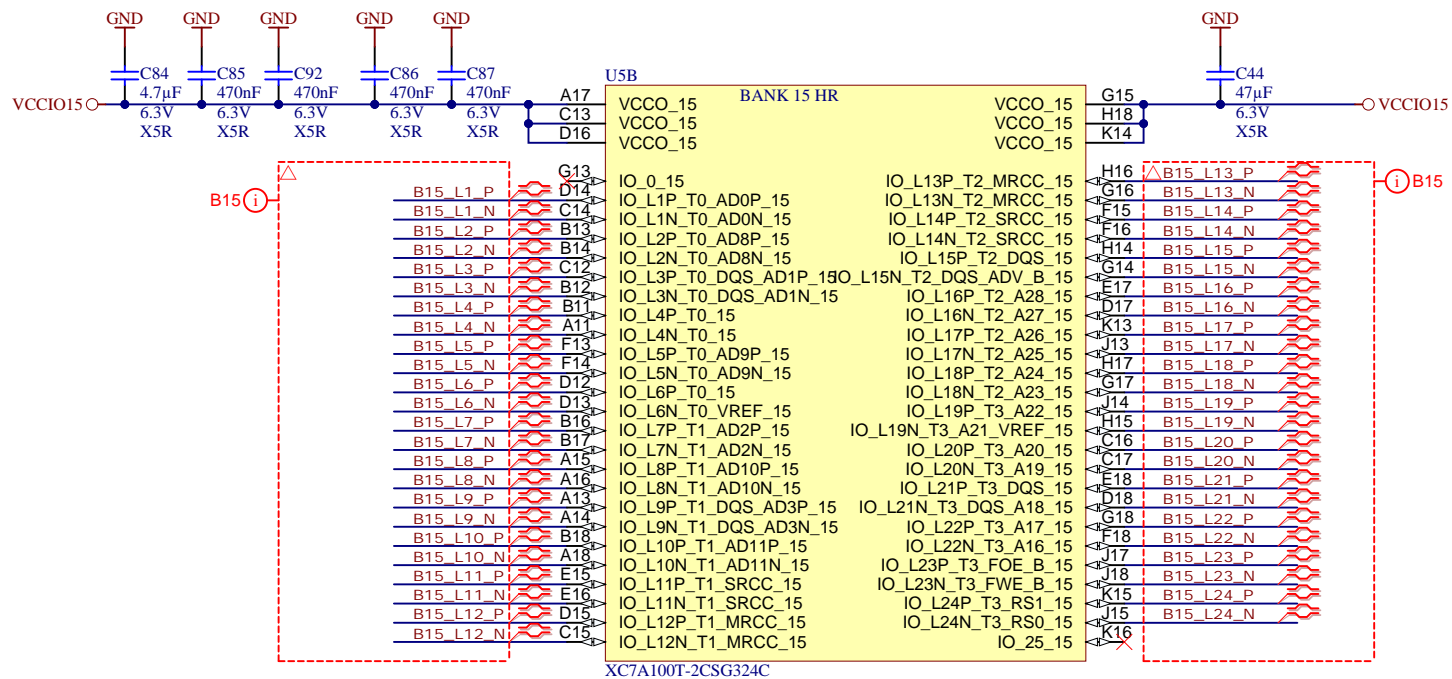 GND GND GND GND GND GND
C84 C85 C92 C86 C87 C44
4.7µF 470nF 470nF 470nF 470nF 47µF
6.3V 6.3V 6.3V 6.3V 6.3V 6.3V
X5R X5R X5R X5R X5R X5R
VCCIO15 VCCIO15
U5B
BANK 15 HR
A17 VCCO_15 VCCO_15 G15
C13 VCCO_15 VCCO_15 H18
D16 VCCO_15 VCCO_15 K14
B15 B15
G13 IO_0_15 IO_L13P_T2_MRCC_15 H16 B15_L13_P
B15_L1_P D14 IO_L1P_T0_AD0P_15 IO_L13N_T2_MRCC_15 G16 B15_L13_N
B15_L1_N C14 IO_L1N_T0_AD0N_15 IO_L14P_T2_SRCC_15 F15 B15_L14_P
B15_L2_P B13 IO_L2P_T0_AD8P_15 IO_L14N_T2_SRCC_15 F16 B15_L14_N
B15_L2_N B14 IO_L2N_T0_AD8N_15 IO_L15P_T2_DQS_15 H14 B15_L15_P
B15_L3_P C12 IO_L3P_T0_DQS_AD1P_15 IO_L15N_T2_DQS_ADV_B_15 G14 B15_L15_N
B15_L3_N B12 IO_L3N_T0_DQS_AD1N_15 IO_L16P_T2_A28_15 E17 B15_L16_P
B15_L4_P B11 IO_L4P_T0_15 IO_L16N_T2_A27_15 D17 B15_L16_N
B15_L4_N A11 IO_L4N_T0_15 IO_L17P_T2_A26_15 K13 B15_L17_P
B15_L5_P F13 IO_L5P_T0_AD9P_15 IO_L17N_T2_A25_15 J13 B15_L17_N
B15_L5_N F14 IO_L5N_T0_AD9N_15 IO_L18P_T2_A24_15 H17 B15_L18_P
B15_L6_P D12 IO_L6P_T0_15 IO_L18N_T2_A23_15 G17 B15_L18_N
B15_L6_N D13 IO_L6N_T0_VREF_15 IO_L19P_T3_A22_15 J14 B15_L19_P
B15_L7_P B16 IO_L7P_T1_AD2P_15 IO_L19N_T3_A21_VREF_15 H15 B15_L19_N
B15_L7_N B17 IO_L7N_T1_AD2N_15 IO_L20P_T3_A20_15 C16 B15_L20_P
B15_L8_P A15 IO_L8P_T1_AD10P_15 IO_L20N_T3_A19_15 C17 B15_L20_N
B15_L8_N A16 IO_L8N_T1_AD10N_15 IO_L21P_T3_DQS_15 E18 B15_L21_P
B15_L9_P A13 IO_L9P_T1_DQS_AD3P_15 IO_L21N_T3_DQS_A18_15 D18 B15_L21_N
B15_L9_N A14 IO_L9N_T1_DQS_AD3N_15 IO_L22P_T3_A17_15 G18 B15_L22_P
B15_L10_P B18 IO_L10P_T1_AD11P_15 IO_L22N_T3_A16_15 F18 B15_L22_N
B15_L10_N A18 IO_L10N_T1_AD11N_15 IO_L23P_T3_FOE_B_15 J17 B15_L23_P
B15_L11_P E15 IO_L11P_T1_SRCC_15 IO_L23N_T3_FWE_B_15 J18 B15_L23_N
B15_L11_N E16 IO_L11N_T1_SRCC_15 IO_L24P_T3_RS1_15 K15 B15_L24_P
B15_L12_P D15 IO_L12P_T1_MRCC_15 IO_L24N_T3_RS0_15 J15 B15_L24_N
B15_L12_N C15 IO_L12N_T1_MRCC_15 IO_25_15 K16
XC7A100T-2CSG324C